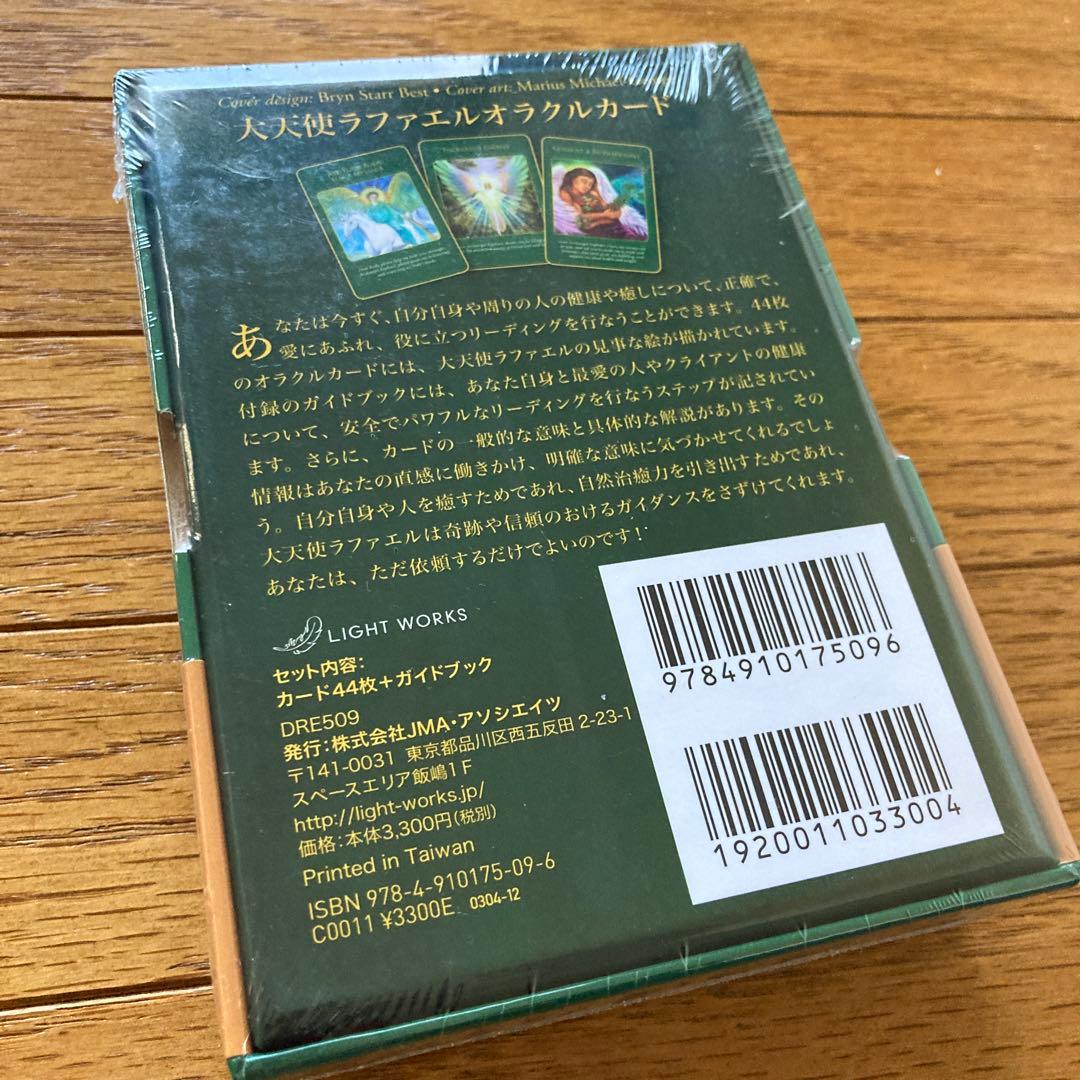 Cover design: Bryn Starr Best • Cover art: Marius Michael
大天使ラファエルオラクルカード
あなたは今すぐ、自分自身や周りの人の健康や癒しについて、正確で、
愛にあふれ、役に立つリーディングを行なうことができます。44枚
のオラクルカードには、大天使ラファエルの見事な絵が描かれています。
付録のガイドブックには、あなた自身と最愛の人やクライアントの健康
について、安全でパワフルなリーディングを行なうステップが記されてい
ます。さらに、カードの一般的な意味と具体的な解説があります。その
情報はあなたの直感に働きかけ、明確な意味に気づかせてくれるでしょ
う。自分自身や人を癒すためであれ、自然治癒力を引き出すためであれ、
大天使ラファエルは奇跡や信頼のおけるガイダンスをさずけてくれます。
あなたは、ただ依頼するだけでよいのです！
LIGHT WORKS
セット内容：
カード44枚＋ガイドブック
DRE509
発行：株式会社JMA・アソシエイツ
〒141-0031 東京都品川区西五反田 2-23-1
スペースエリア飯嶋1F
http://light-works.jp/
価格：本体3,300円（税別）
Printed in Taiwan
ISBN 978-4-910175-09-6
C0011 ¥3300E 0304-12
9784910175096
1920011033004